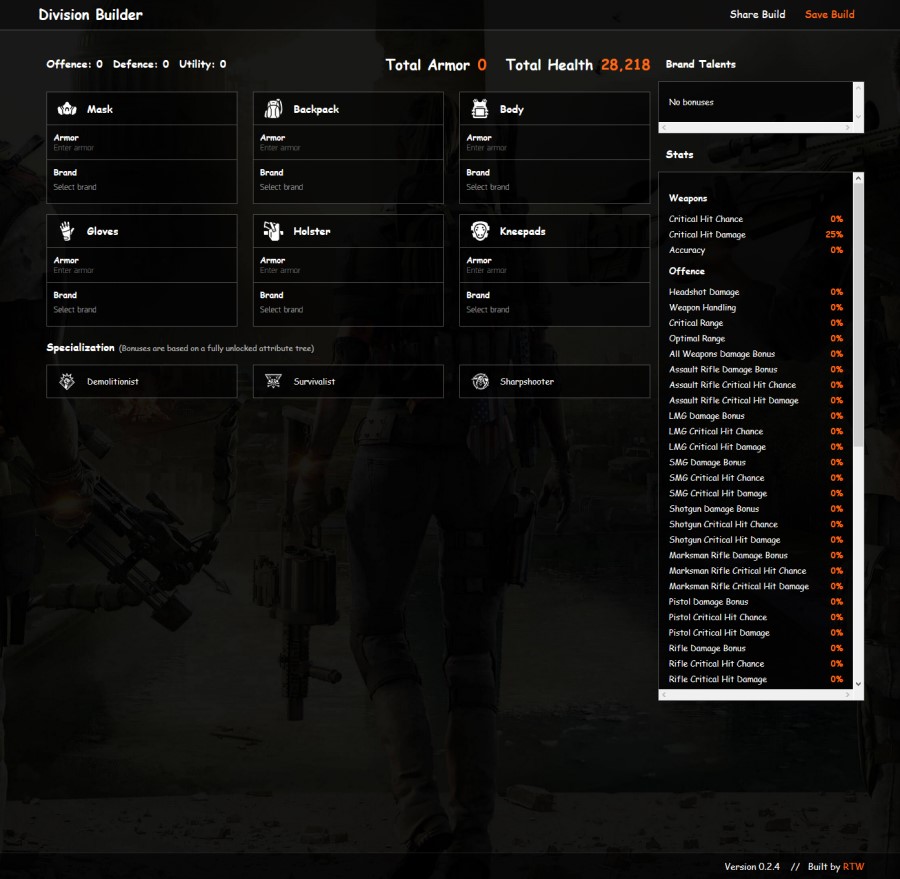 Division Builder
Share Build Save Build
Offence: 0 Defence: 0 Utility: 0
Total Armor 0 Total Health 28,218
Mask
Armor
Enter armor
Brand
Select brand
Backpack
Armor
Enter armor
Brand
Select brand
Body
Armor
Enter armor
Brand
Select brand
Gloves
Armor
Enter armor
Brand
Select brand
Holster
Armor
Enter armor
Brand
Select brand
Kneepads
Armor
Enter armor
Brand
Select brand
Specialization (Bonuses are based on a fully unlocked attribute tree)
Demolitionist
Survivalist
Sharpshooter
Brand Talents
No bonuses
Stats
Weapons
Critical Hit Chance 0%
Critical Hit Damage 25%
Accuracy 0%
Offence
Headshot Damage 0%
Weapon Handling 0%
Critical Range 0%
Optimal Range 0%
All Weapons Damage Bonus 0%
Assault Rifle Damage Bonus 0%
Assault Rifle Critical Hit Chance 0%
Assault Rifle Critical Hit Damage 0%
LMG Damage Bonus 0%
LMG Critical Hit Chance 0%
LMG Critical Hit Damage 0%
SMG Damage Bonus 0%
SMG Critical Hit Chance 0%
SMG Critical Hit Damage 0%
Shotgun Damage Bonus 0%
Shotgun Critical Hit Chance 0%
Shotgun Critical Hit Damage 0%
Marksman Rifle Damage Bonus 0%
Marksman Rifle Critical Hit Chance 0%
Marksman Rifle Critical Hit Damage 0%
Pistol Damage Bonus 0%
Pistol Critical Hit Chance 0%
Pistol Critical Hit Damage 0%
Rifle Damage Bonus 0%
Rifle Critical Hit Chance 0%
Rifle Critical Hit Damage 0%
Version 0.2.4 // Built by RTW